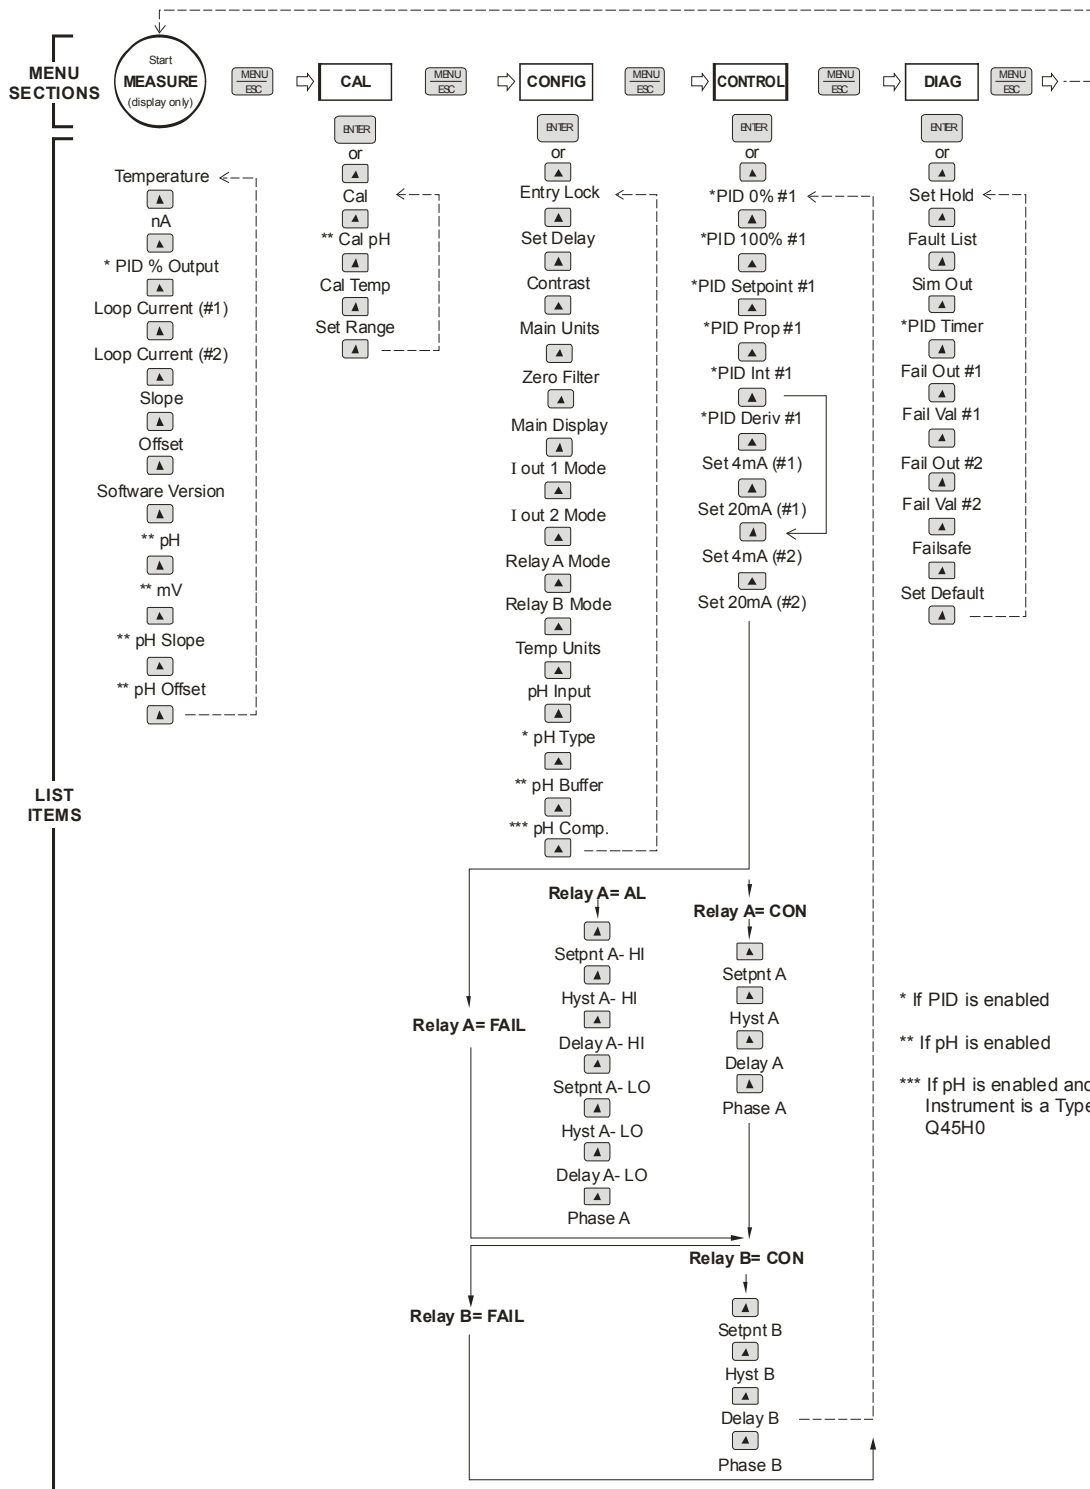 MENU
SECTIONS
Start
MEASURE
(display only)
MENU
ESC
CAL
MENU
ESC
CONFIG
MENU
ESC
CONTROL
MENU
ESC
DIAG
MENU
ESC
LIST
ITEMS
Temperature
nA
* PID % Output
Loop Current (#1)
Loop Current (#2)
Slope
Offset
Software Version
** pH
** mV
** pH Slope
** pH Offset
ENTER
or
Cal
** Cal pH
Cal Temp
Set Range
ENTER
or
Entry Lock
Set Delay
Contrast
Main Units
Zero Filter
Main Display
I out 1 Mode
I out 2 Mode
Relay A Mode
Relay B Mode
Temp Units
pH Input
* pH Type
** pH Buffer
*** pH Comp.
ENTER
or
*PID 0% #1
*PID 100% #1
*PID Setpoint #1
*PID Prop #1
*PID Int #1
*PID Deriv #1
Set 4mA (#1)
Set 20mA (#1)
Set 4mA (#2)
Set 20mA (#2)
ENTER
or
Set Hold
Fault List
Sim Out
*PID Timer
Fail Out #1
Fail Val #1
Fail Out #2
Fail Val #2
Failsafe
Set Default
Relay A= FAIL
Relay A= AL
Setpnt A- HI
Hyst A- HI
Delay A- HI
Setpnt A- LO
Hyst A- LO
Delay A- LO
Phase A
Relay A= CON
Setpnt A
Hyst A
Delay A
Phase A
Relay B= FAIL
Relay B= CON
Setpnt B
Hyst B
Delay B
Phase B
* If PID is enabled
** If pH is enabled
*** If pH is enabled and
Instrument is a Type
Q45H0